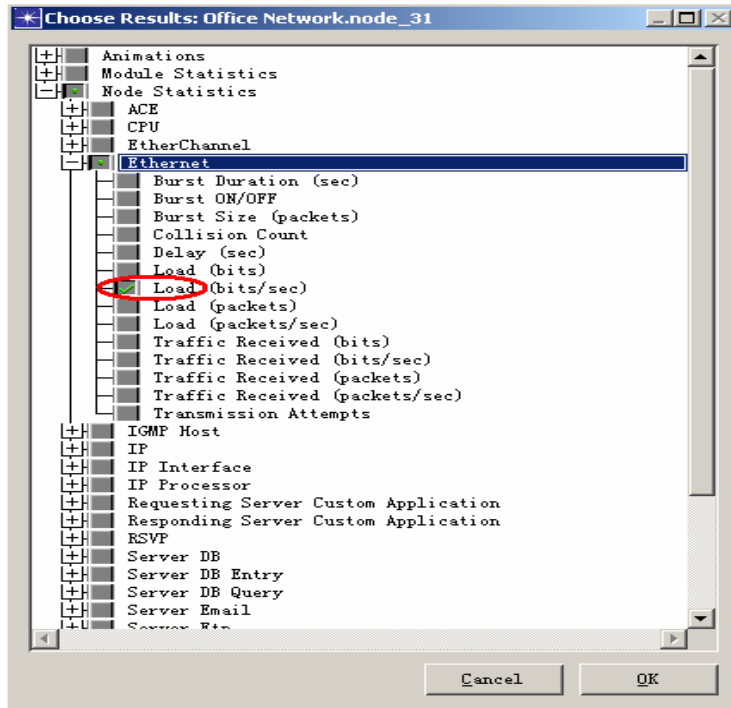 Choose Results: Office Network.node_31
Animations
Module Statistics
Node Statistics
ACE
CPU
EtherChannel
Ethernet
Burst Duration (sec)
Burst ON/OFF
Burst Size (packets)
Collision Count
Delay (sec)
Load (bits)
Load (bits/sec)
Load (packets)
Load (packets/sec)
Traffic Received (bits)
Traffic Received (bits/sec)
Traffic Received (packets)
Traffic Received (packets/sec)
Transmission Attempts
IGMP Host
IP
IP Interface
IP Processor
Requesting Server Custom Application
Responding Server Custom Application
RSVP
Server DB
Server DB Entry
Server DB Query
Server Email
Server Ftp
Cancel
OK